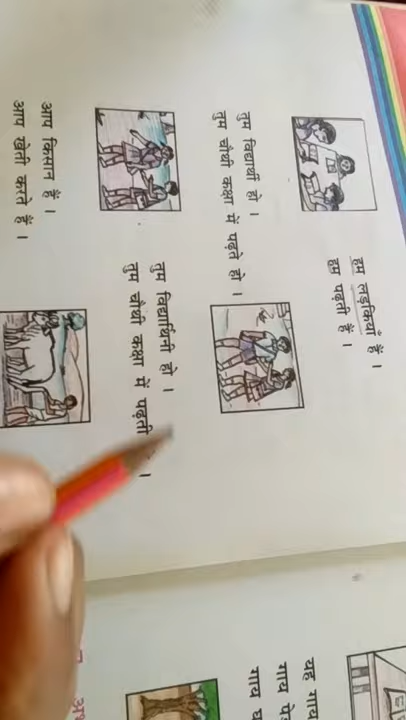 हम लड़कियाँ हैं ।
हम पढ़ती हैं ।
तुम विद्यार्थी हो ।
तुम चौथी कक्षा में पढ़ते हो ।
तुम विद्यार्थिनी हो ।
तुम चौथी कक्षा में पढ़ती ।
आप किसान हैं ।
आप खेती करते हैं ।
यह गाय
गाय
गाय